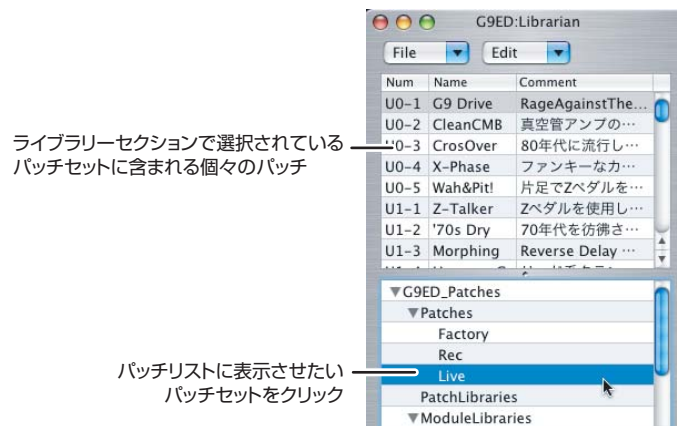 G9ED:Librarian
File Edit
Num Name Comment
U0-1 G9 Drive RageAgainstThe...
U0-2 CleanCMB 真空管アンプの…
U0-3 CrosOver 80年代に流行し…
U0-4 X-Phase ファンキーなカ…
U0-5 Wah&Pit! 片足でZペダルを…
U1-1 Z-Talker Zペダルを使用し…
U1-2 '70s Dry 70年代を彷彿さ…
U1-3 Morphing Reverse Delay …
ライブラリーセクションで選択されている
パッチセットに含まれる個々のパッチ
▼G9ED_Patches
▼Patches
Factory
Rec
Live
PatchLibraries
▼ModuleLibraries
パッチリストに表示させたい
パッチセットをクリック